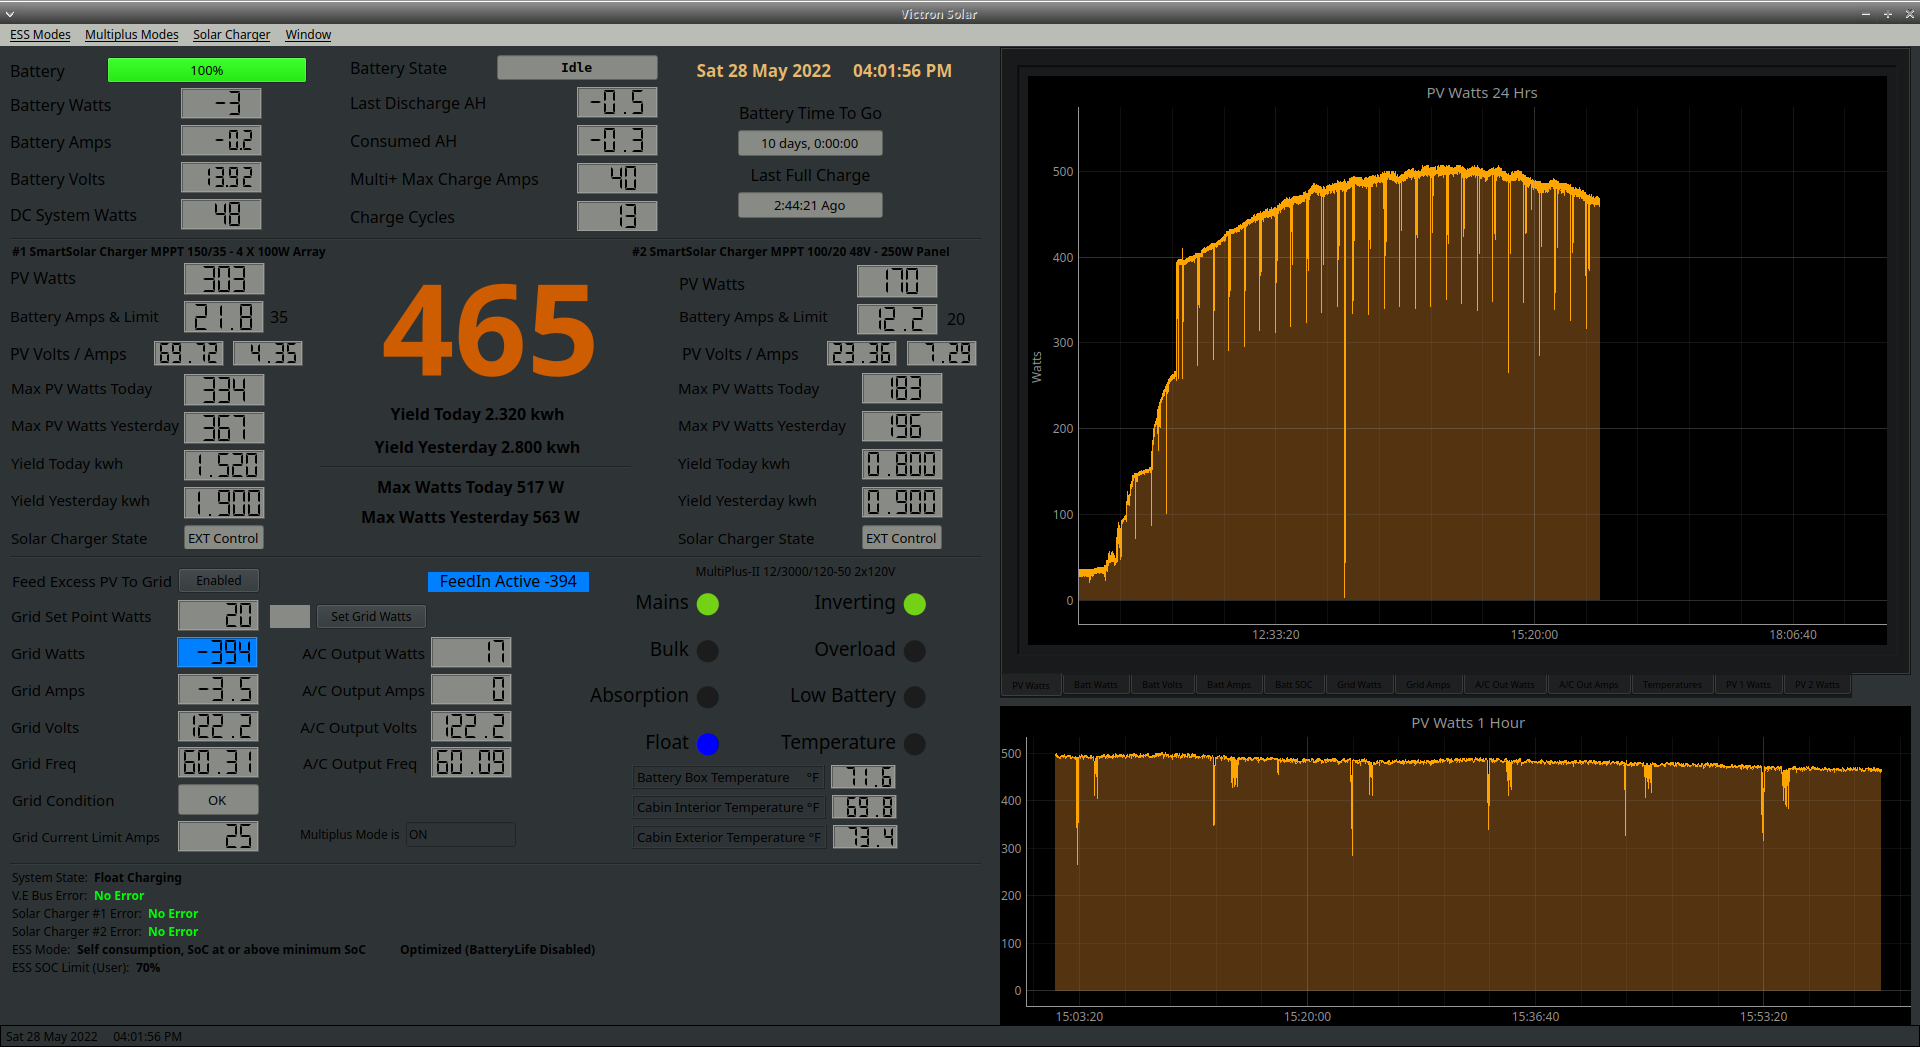 Victron Solar
ESS Modes Multiplus Modes Solar Charger Window
Battery 100%
Battery Watts -3
Battery Amps -0.2
Battery Volts 13.92
DC System Watts 48
Battery State Idle
Last Discharge AH -0.5
Consumed AH -0.3
Multi+ Max Charge Amps 40
Charge Cycles 13
Sat 28 May 2022 04:01:56 PM
Battery Time To Go
10 days, 0:00:00
Last Full Charge
2:44:21 Ago
#1 SmartSolar Charger MPPT 150/35 - 4 X 100W Array
PV Watts 303
Battery Amps & Limit 21.8 35
PV Volts / Amps 69.72 4.35
Max PV Watts Today 334
Max PV Watts Yesterday 367
Yield Today kwh 1.520
Yield Yesterday kwh 1.900
Solar Charger State EXT Control
465
Yield Today 2.320 kwh
Yield Yesterday 2.800 kwh
Max Watts Today 517 W
Max Watts Yesterday 563 W
#2 SmartSolar Charger MPPT 100/20 48V - 250W Panel
PV Watts 170
Battery Amps & Limit 12.2 20
PV Volts / Amps 23.36 7.29
Max PV Watts Today 183
Max PV Watts Yesterday 196
Yield Today kwh 0.800
Yield Yesterday kwh 0.900
Solar Charger State EXT Control
Feed Excess PV To Grid Enabled
FeedIn Active -394
Grid Set Point Watts 20 Set Grid Watts
Grid Watts -394
Grid Amps -3.5
Grid Volts 122.2
Grid Freq 60.31
Grid Condition OK
Grid Current Limit Amps 25
A/C Output Watts 17
A/C Output Amps 0
A/C Output Volts 122.2
A/C Output Freq 60.09
Multiplus Mode is ON
MultiPlus-II 12/3000/120-50 2x120V
Mains Inverting
Bulk Overload
Absorption Low Battery
Float Temperature
Battery Box Temperature °F 71.6
Cabin Interior Temperature °F 69.8
Cabin Exterior Temperature °F 73.4
System State: Float Charging
V.E Bus Error: No Error
Solar Charger #1 Error: No Error
Solar Charger #2 Error: No Error
ESS Mode: Self consumption, SoC at or above minimum SoC Optimized (BatteryLife Disabled)
ESS SOC Limit (User): 70%
Sat 28 May 2022 04:01:56 PM
PV Watts 24 Hrs
Watts
500
400
300
200
100
0
12:33:20 15:20:00 18:06:40
PV Watts Batt Watts Batt Volts Batt Amps Batt SOC Grid Watts Grid Amps A/C Out Watts A/C Out Amps Temperatures PV 1 Watts PV 2 Watts
PV Watts 1 Hour
500
400
300
200
100
0
15:03:20 15:20:00 15:36:40 15:53:20